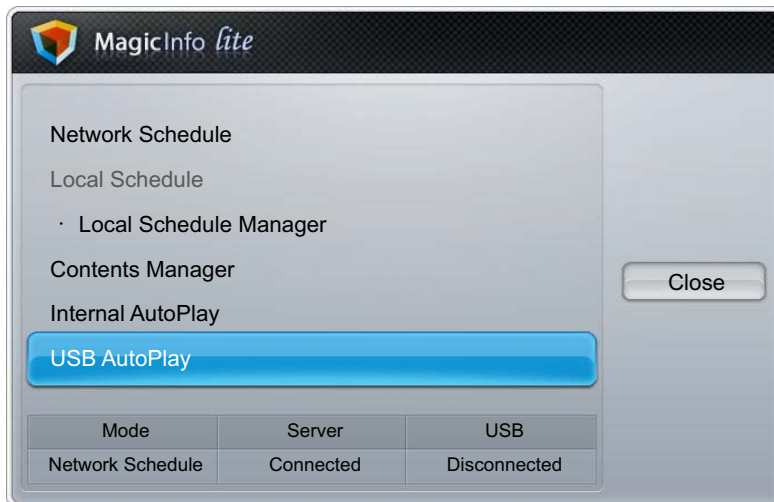 MagicInfo lite
Network Schedule
Local Schedule
· Local Schedule Manager
Contents Manager
Close
Internal AutoPlay
USB AutoPlay
Mode Server USB
Network Schedule Connected Disconnected